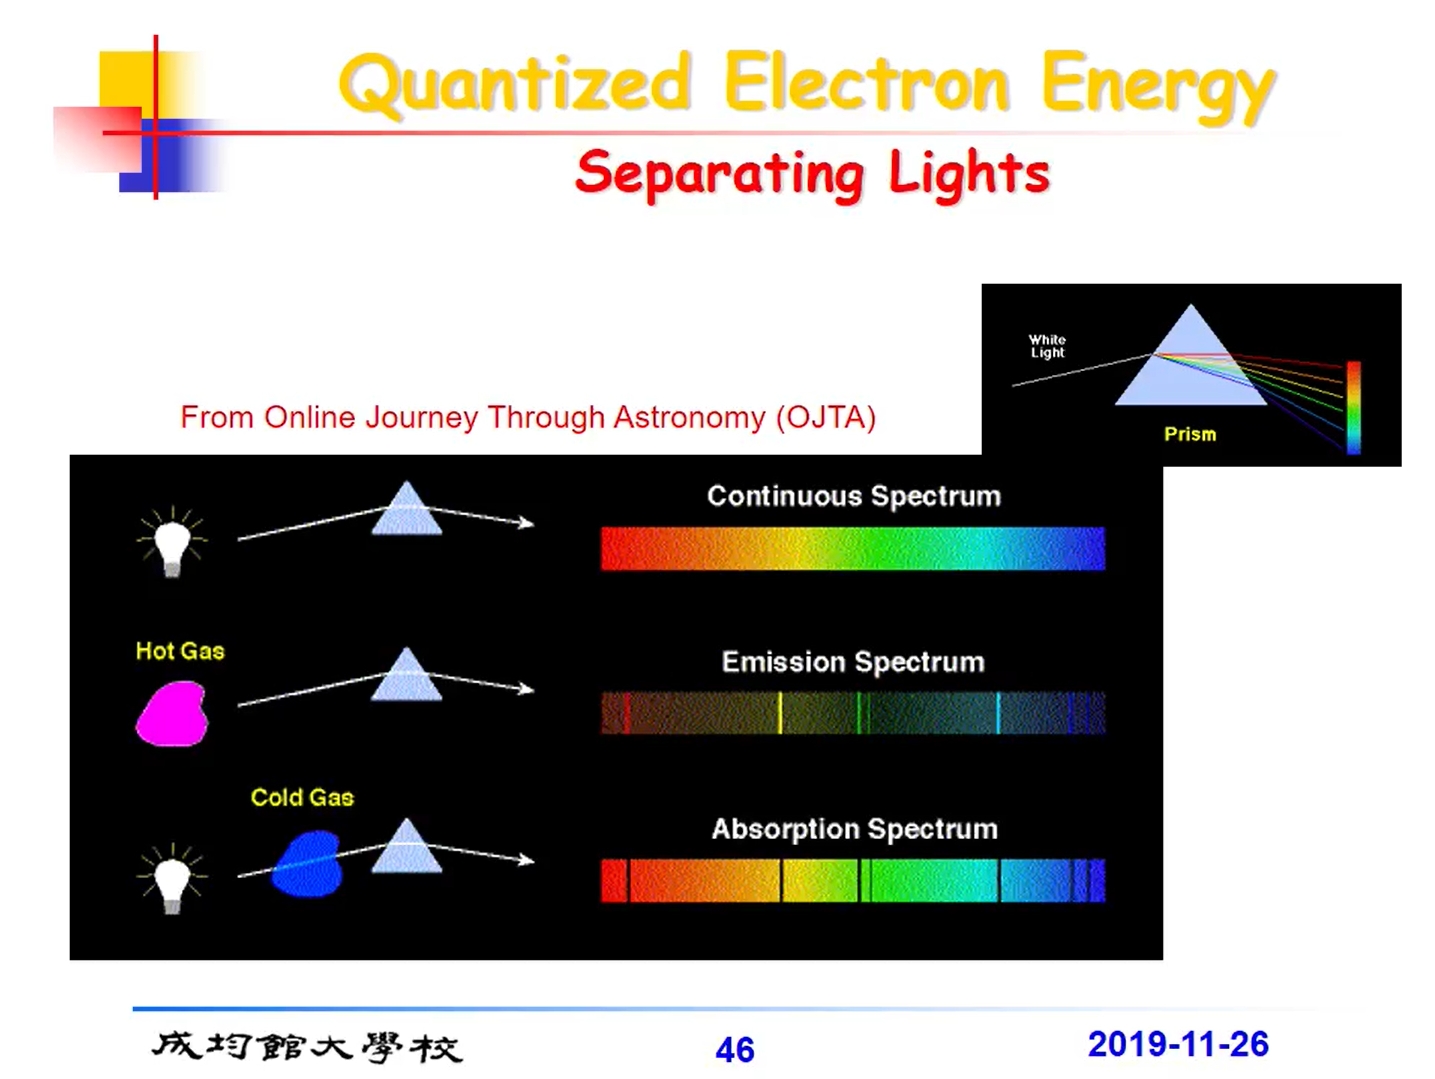 Quantized Electron Energy
Separating Lights
White
Light
Prism
From Online Journey Through Astronomy (OJTA)
Continuous Spectrum
Hot Gas
Emission Spectrum
Cold Gas
Absorption Spectrum
成均館大學校
46
2019-11-26